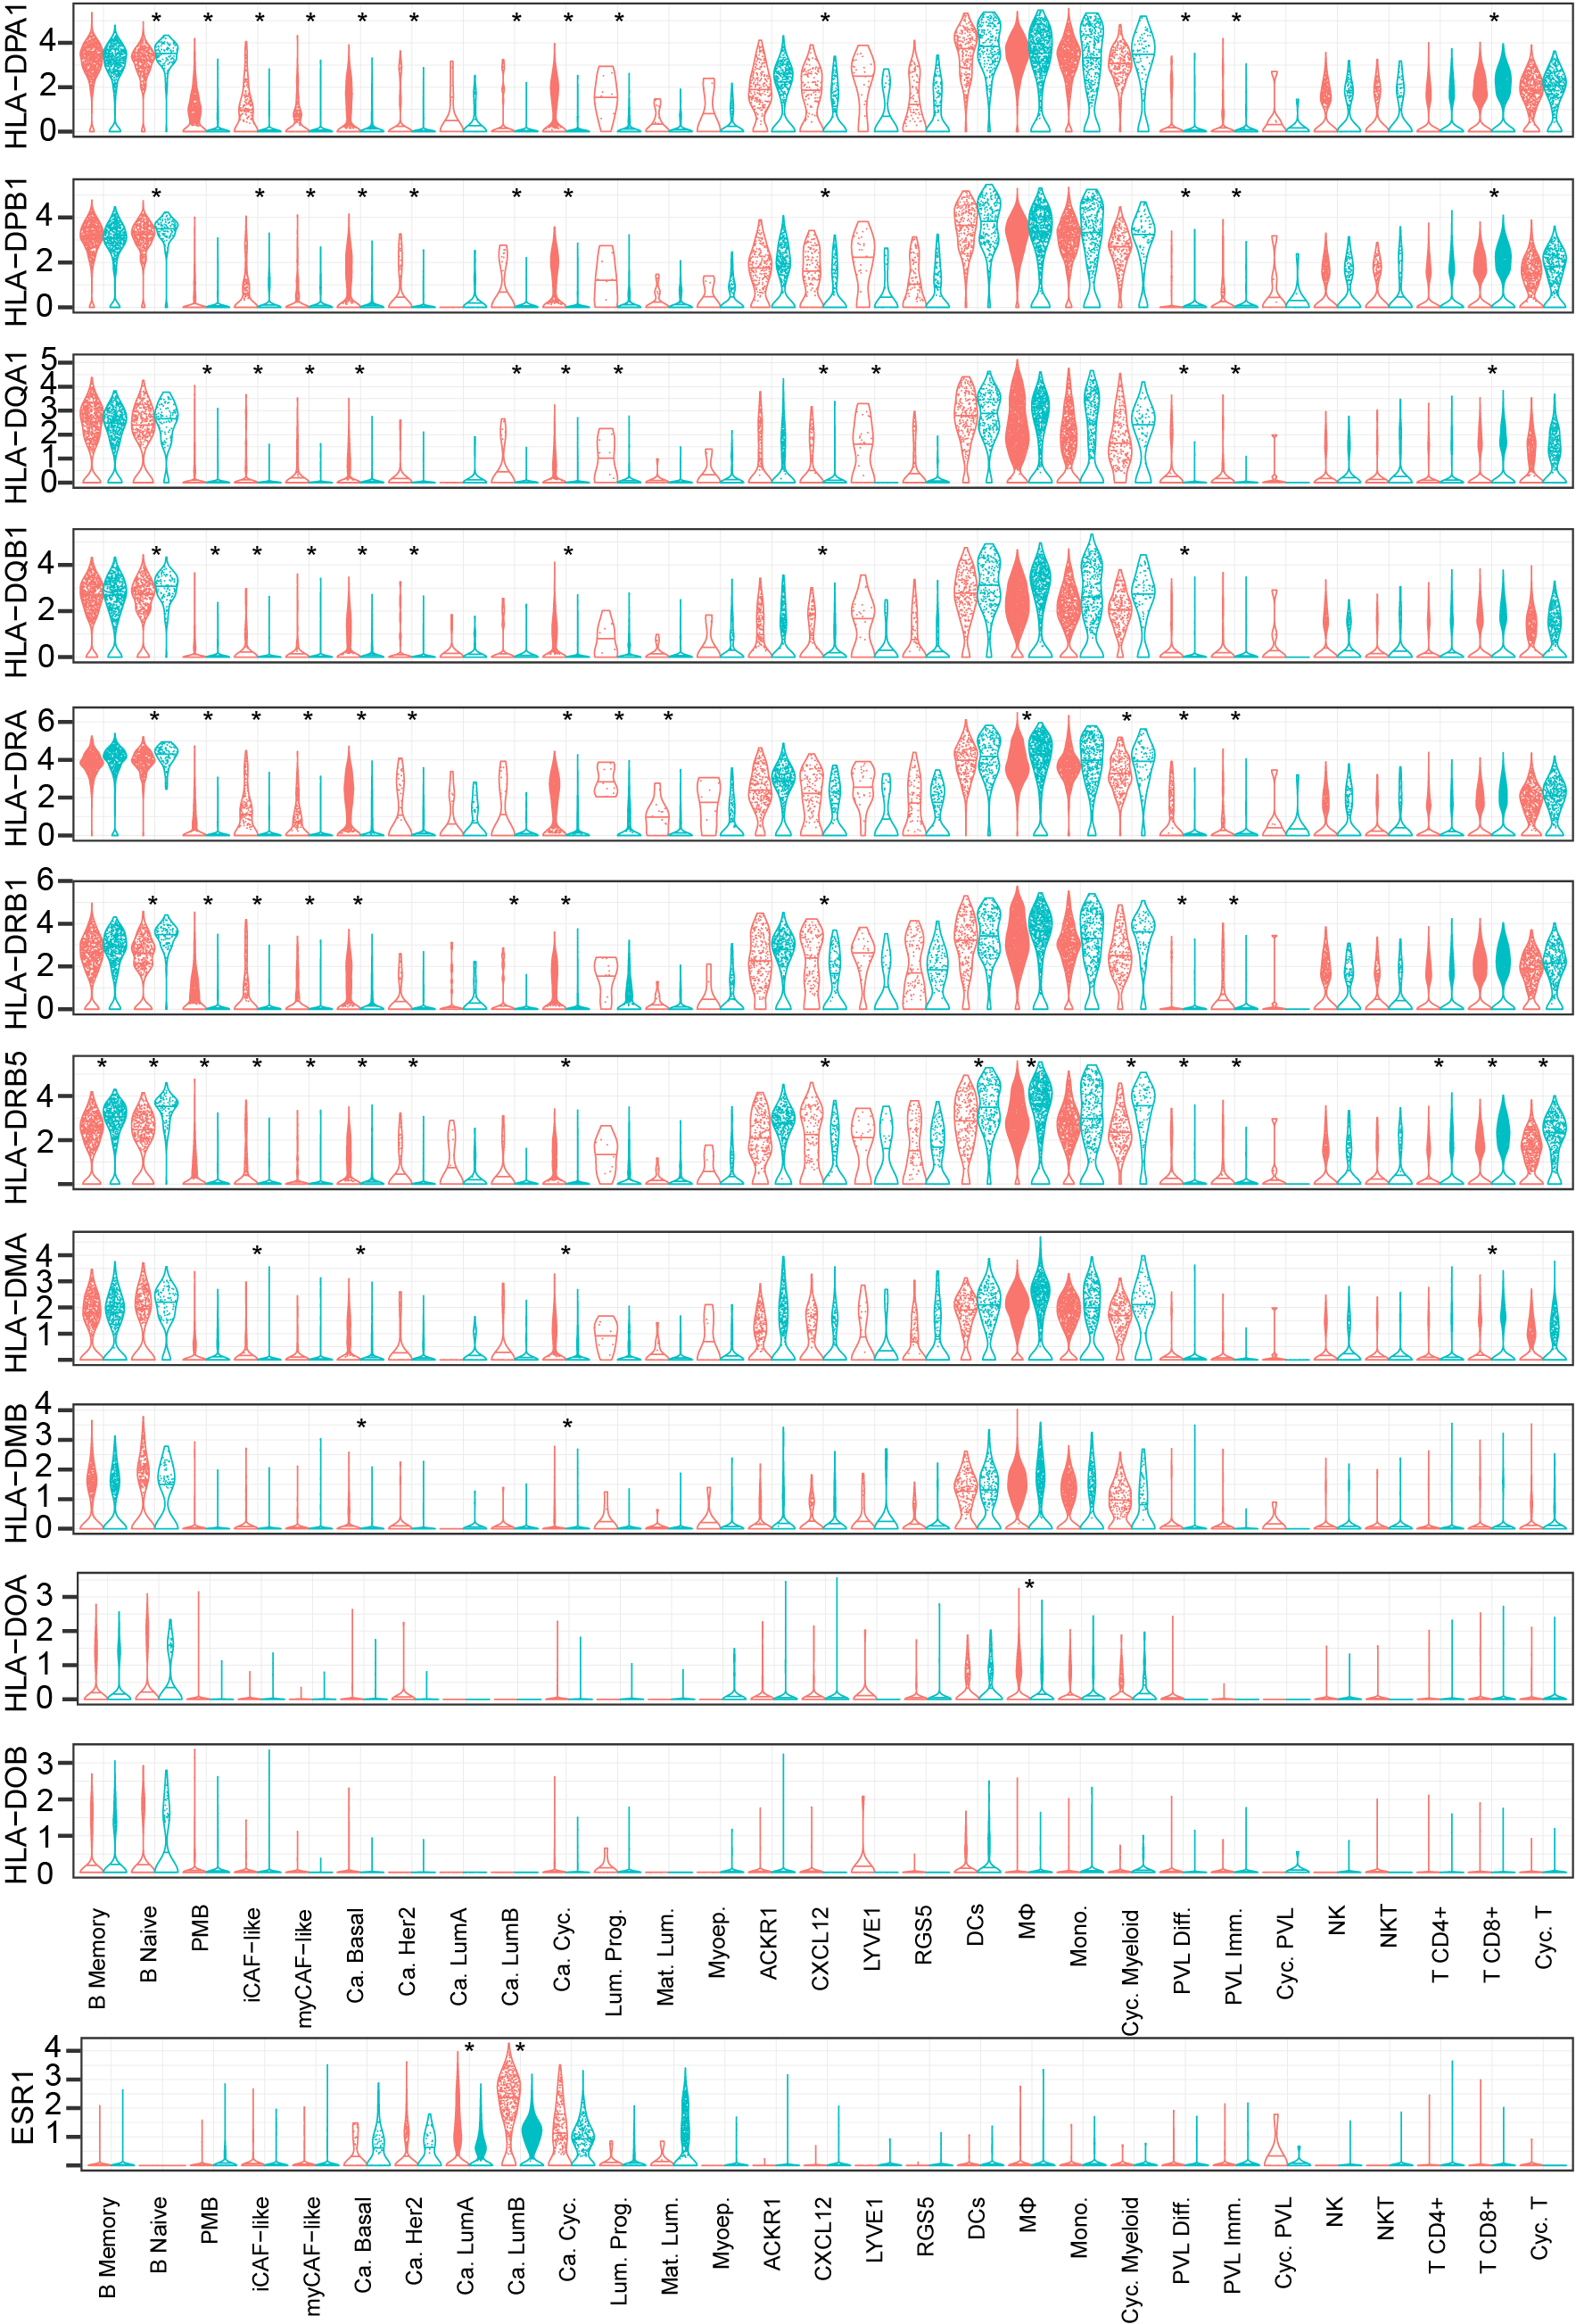 HLA−DPA1
4
2
0
* * * * * * * * * * * * *
HLA−DPB1
4
2
0
* * * * * * * * * * *
HLA−DQA1
5
4
3
2
1
0
* * * * * * * * * * * *
HLA−DQB1
4
2
0
* * * * * * * * *
HLA−DRA
6
4
2
0
* * * * * * * * * * * * *
HLA−DRB1
6
4
2
0
* * * * * * * * * *
HLA−DRB5
4
2
* * * * * * * * * * * * * * * * *
HLA−DMA
4
3
2
1
* * * *
HLA−DMB
4
3
2
1
0
* *
HLA−DOA
3
2
1
0
*
HLA−DOB
3
2
1
0
B Memory
B Naive
PMB
iCAF−like
myCAF−like
Ca. Basal
Ca. Her2
Ca. LumA
Ca. LumB
Ca. Cyc.
Lum. Prog.
Mat. Lum.
Myoep.
ACKR1
CXCL12
LYVE1
RGS5
DCs
MΦ
Mono.
Cyc. Myeloid
PVL Diff.
PVL Imm.
Cyc. PVL
NK
NKT
T CD4+
T CD8+
Cyc. T
ESR1
4
3
2
1
* *
B Memory
B Naive
PMB
iCAF−like
myCAF−like
Ca. Basal
Ca. Her2
Ca. LumA
Ca. LumB
Ca. Cyc.
Lum. Prog.
Mat. Lum.
Myoep.
ACKR1
CXCL12
LYVE1
RGS5
DCs
MΦ
Mono.
Cyc. Myeloid
PVL Diff.
PVL Imm.
Cyc. PVL
NK
NKT
T CD4+
T CD8+
Cyc. T